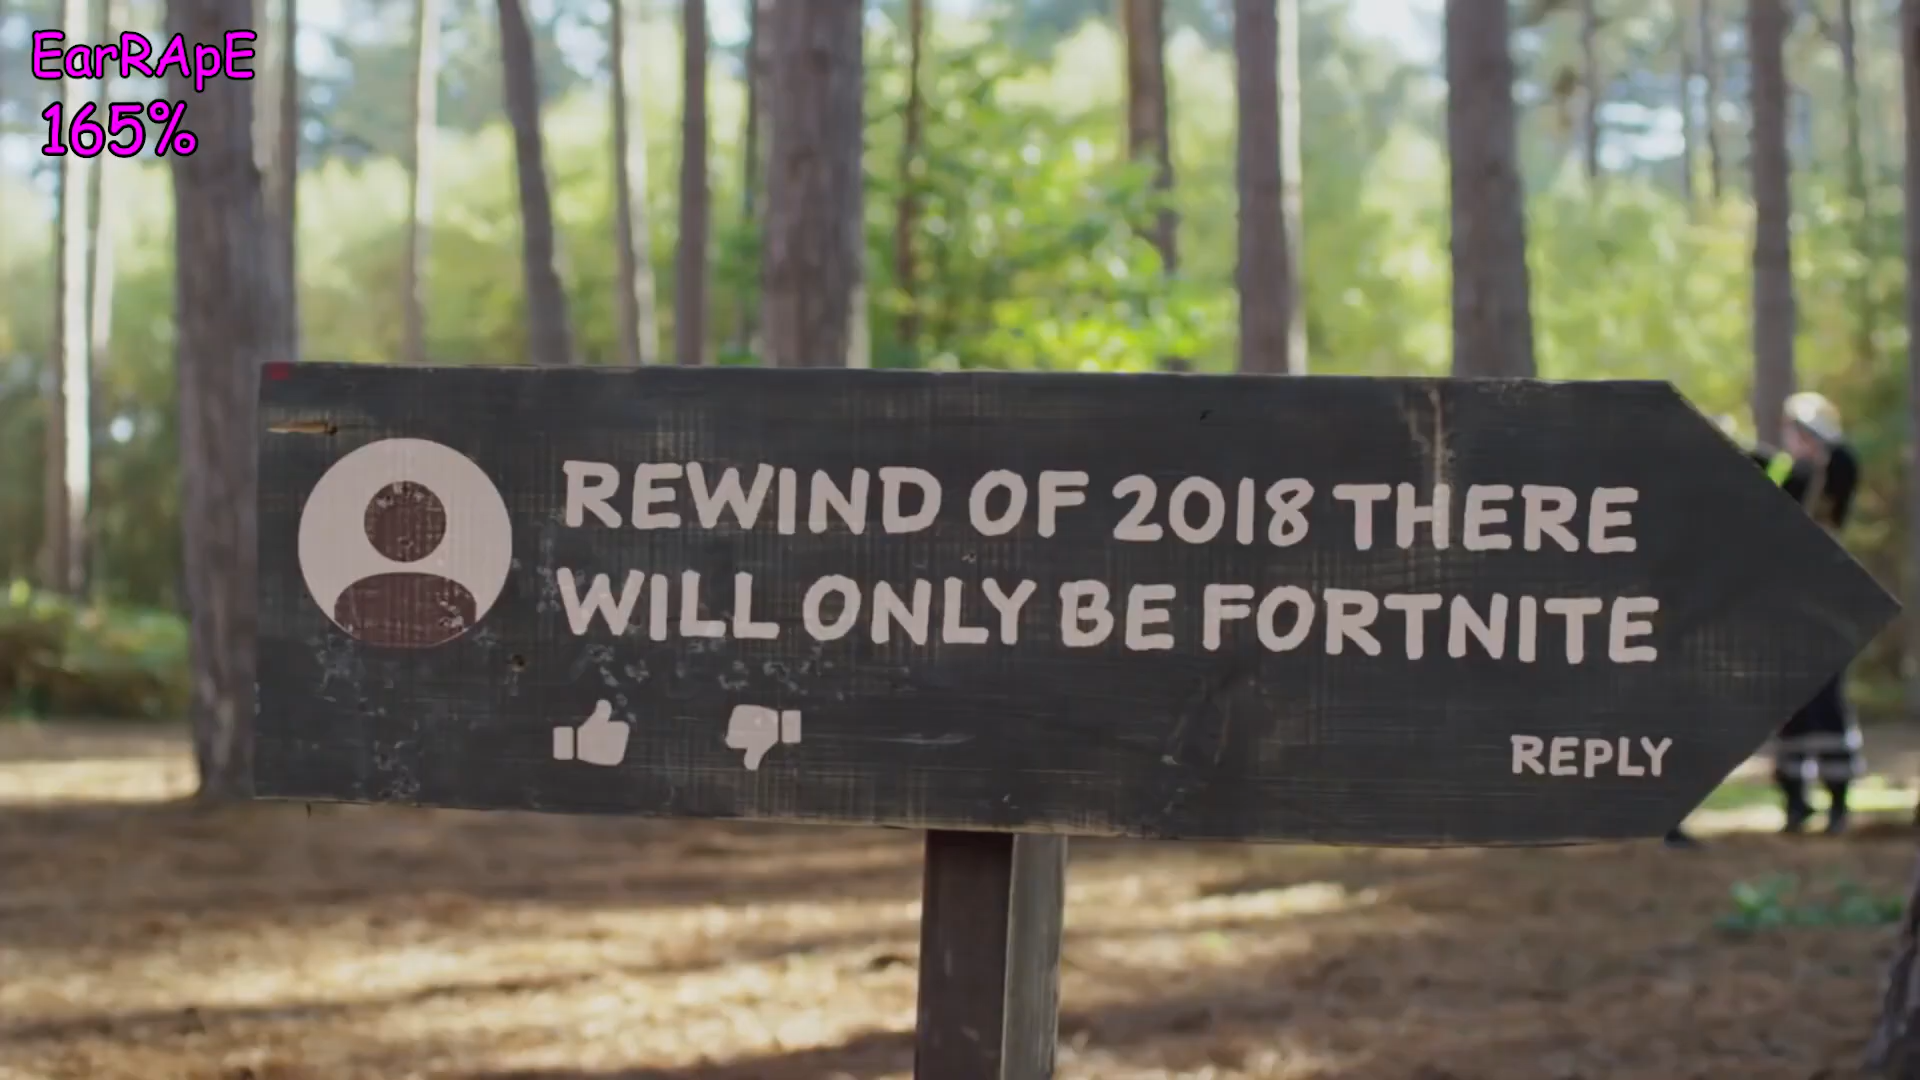 EarRApE
165%
REWIND OF 2018 THERE
WILL ONLY BE FORTNITE
REPLY